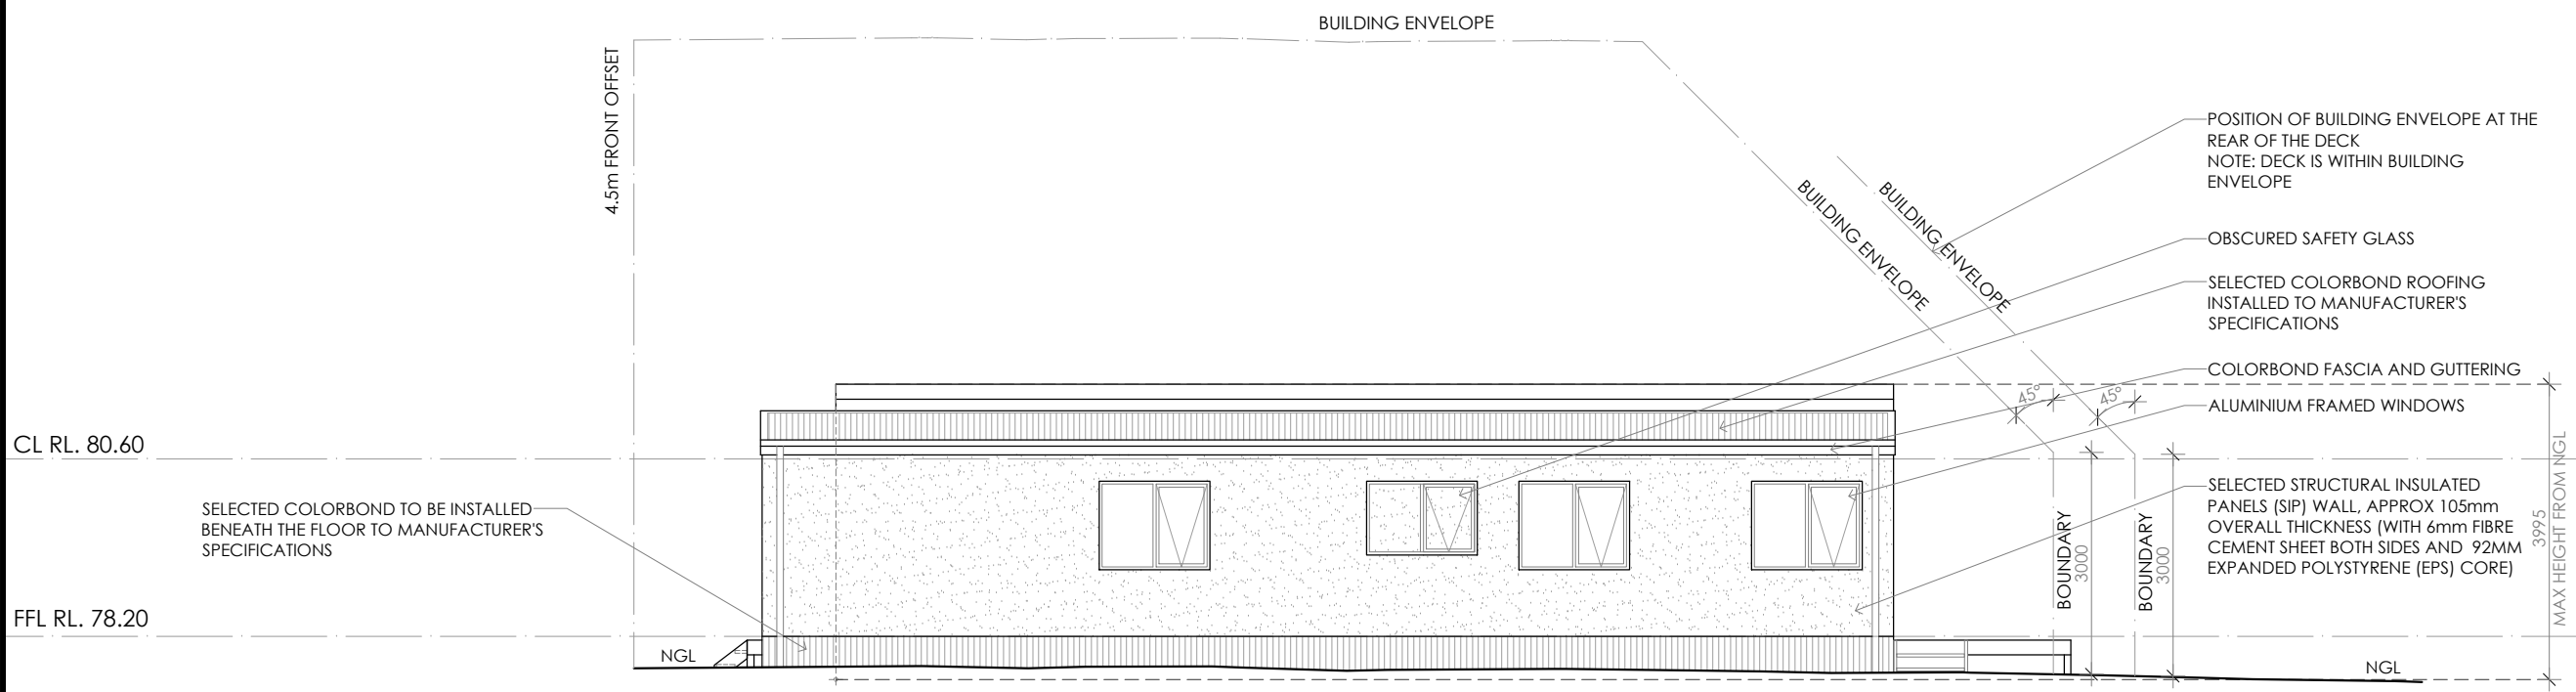 BUILDING ENVELOPE
4.5m FRONT OFFSET
POSITION OF BUILDING ENVELOPE AT THE
REAR OF THE DECK
NOTE: DECK IS WITHIN BUILDING
ENVELOPE
BUILDING ENVELOPE
BUILDING ENVELOPE
OBSCURED SAFETY GLASS
SELECTED COLORBOND ROOFING
INSTALLED TO MANUFACTURER'S
SPECIFICATIONS
COLORBOND FASCIA AND GUTTERING
45°
45°
ALUMINIUM FRAMED WINDOWS
CL RL. 80.60
SELECTED COLORBOND TO BE INSTALLED
BENEATH THE FLOOR TO MANUFACTURER'S
SPECIFICATIONS
SELECTED STRUCTURAL INSULATED
PANELS (SIP) WALL, APPROX 105mm
OVERALL THICKNESS (WITH 6mm FIBRE
CEMENT SHEET BOTH SIDES AND 92MM
EXPANDED POLYSTYRENE (EPS) CORE)
BOUNDARY
3000
BOUNDARY
3000
3995
MAX HEIGHT FROM NGL
FFL RL. 78.20
NGL
NGL